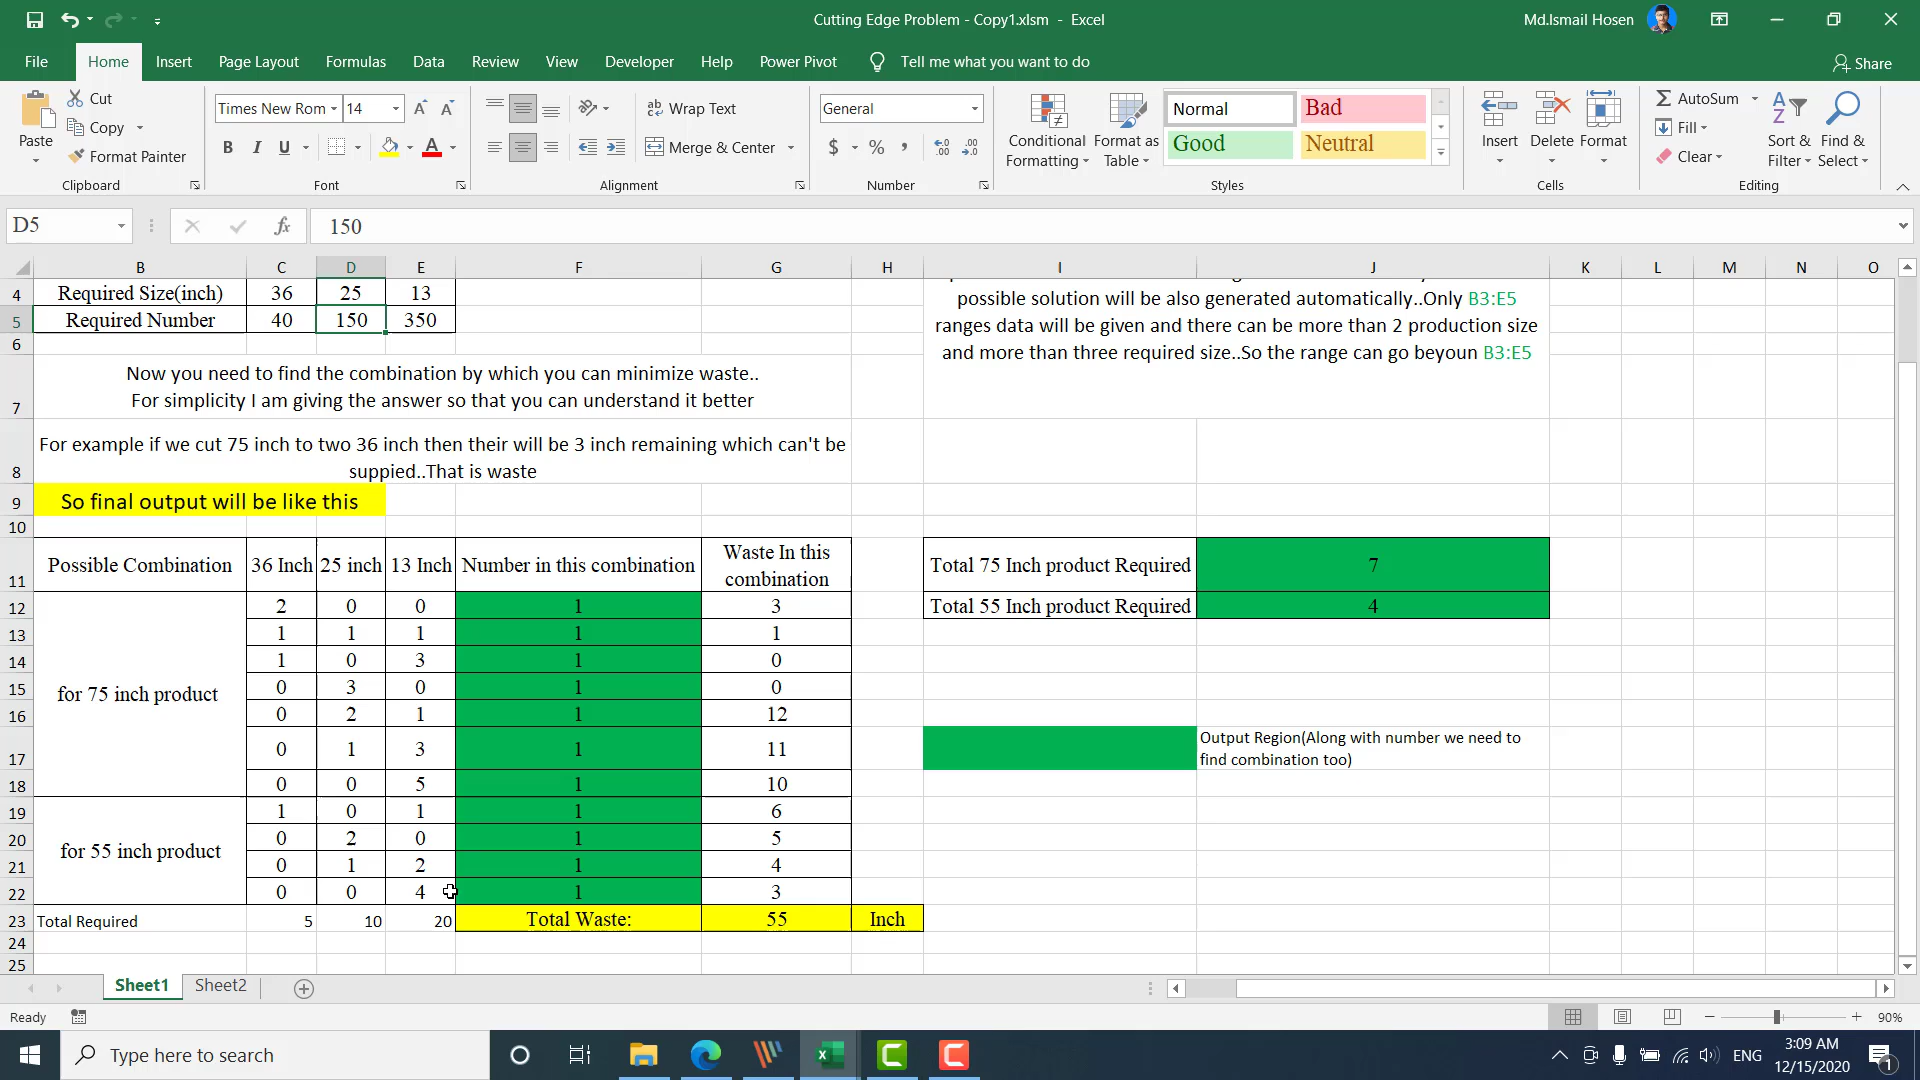 Cutting Edge Problem - Copy1.xlsm - Excel
Md.Ismail Hosen
File Home Insert Page Layout Formulas Data Review View Developer Help Power Pivot Tell me what you want to do Share
Paste Cut
Copy
Format Painter
Clipboard
Times New Rom 14
B I U A
Font
Wrap Text
Merge & Center
Alignment
General
$ % ,
Number
Conditional Formatting
Format as Table
Normal Bad
Good Neutral
Styles
Insert Delete Format
Cells
AutoSum
Fill
Clear
Sort & Filter
Find & Select
Editing
D5 fx 150
B C D E F G H I J K L M N O
4 Required Size(inch) 36 25 13
5 Required Number 40 150 350
possible solution will be also generated automatically..Only B3:E5
ranges data will be given and there can be more than 2 production size
and more than three required size..So the range can go beyoun B3:E5
6
7 Now you need to find the combination by which you can minimize waste..
For simplicity I am giving the answer so that you can understand it better
8 For example if we cut 75 inch to two 36 inch then their will be 3 inch remaining which can't be
suppied..That is waste
9 So final output will be like this
10
11 Possible Combination 36 Inch 25 inch 13 Inch Number in this combination Waste In this combination Total 75 Inch product Required 7
12 2 0 0 1 3 Total 55 Inch product Required 4
13 1 1 1 1 1
14 1 0 3 1 0
15 for 75 inch product 0 3 0 1 0
16 0 2 1 1 12
17 0 1 3 1 11 Output Region(Along with number we need to
find combination too)
18 0 0 5 1 10
19 1 0 1 1 6
20 for 55 inch product 0 2 0 1 5
21 0 1 2 1 4
22 0 0 4 1 3
23 Total Required 5 10 20 Total Waste: 55 Inch
24
25
Sheet1 Sheet2
Ready 90%
Type here to search
ENG
3:09 AM
12/15/2020
1